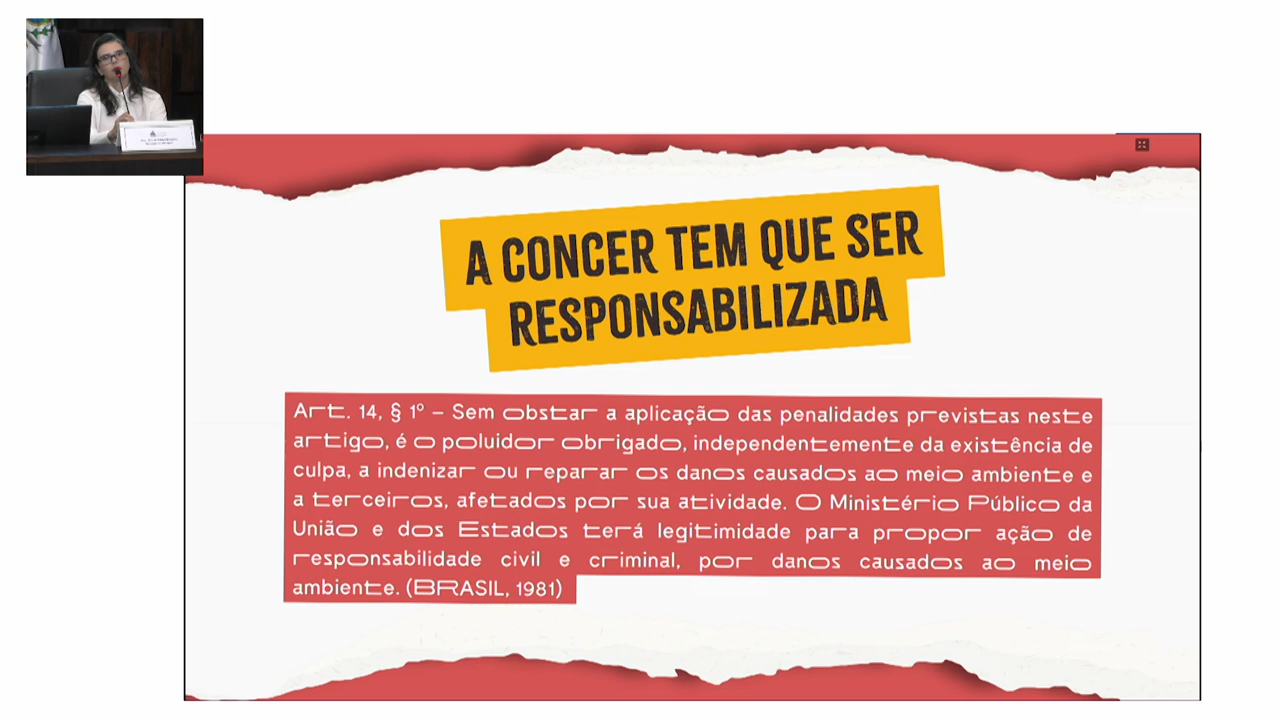 A CONCER TEM QUE SER
RESPONSABILIZADA
Art. 14, § 1º – Sem obstar a aplicação das penalidades previstas neste
artigo, é o poluidor obrigado, independentemente da existência de
culpa, a indenizar ou reparar os danos causados ao meio ambiente e
a terceiros, afetados por sua atividade. O Ministério Público da
União e dos Estados terá legitimidade para propor ação de
responsabilidade civil e criminal, por danos causados ao meio
ambiente. (BRASIL, 1981)